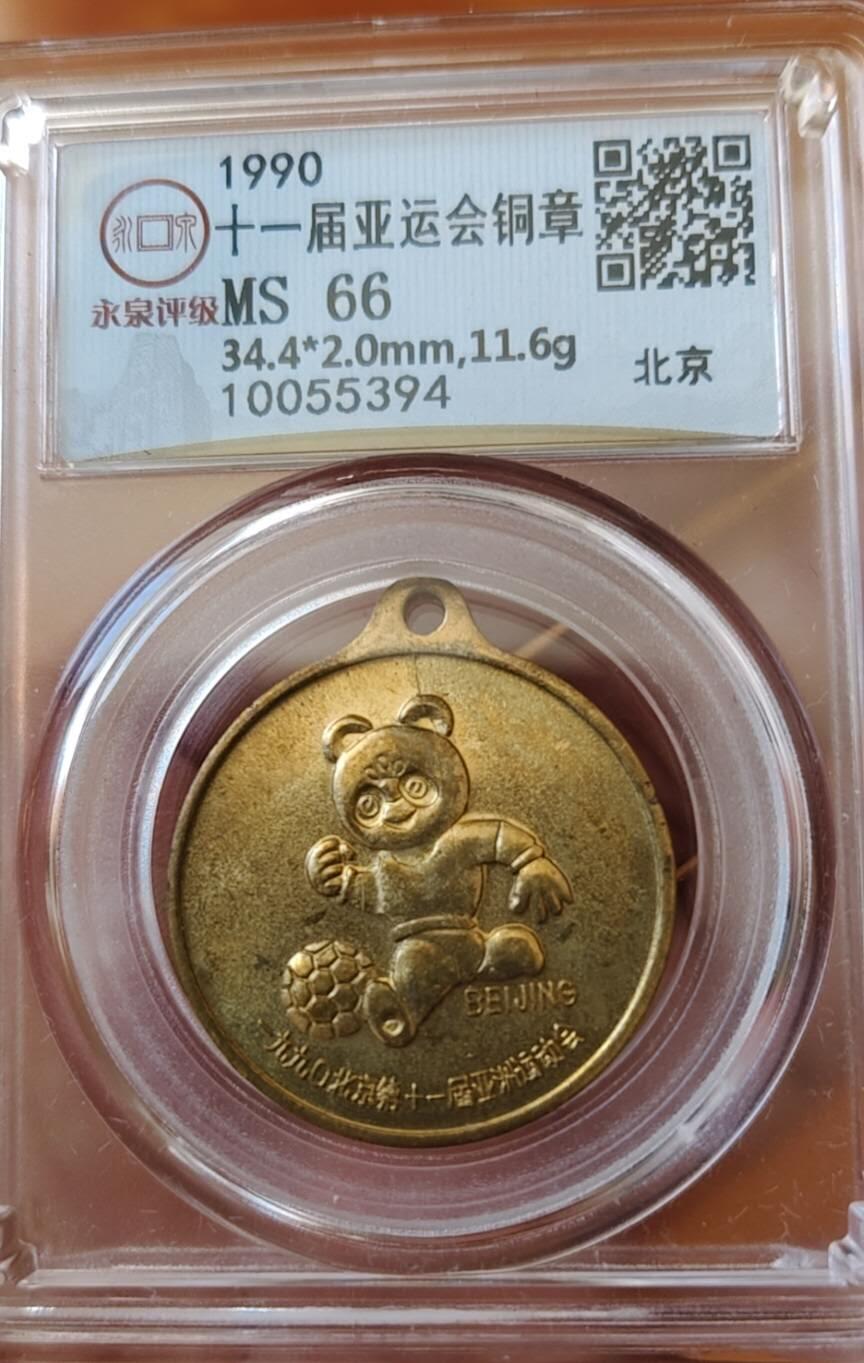 1990
十一届亚运会铜章
永泉评级
MS 66
34.4*2.0mm,11.6g
北京
10055394
BEIJING
一九九〇北京第十一届亚洲运动会